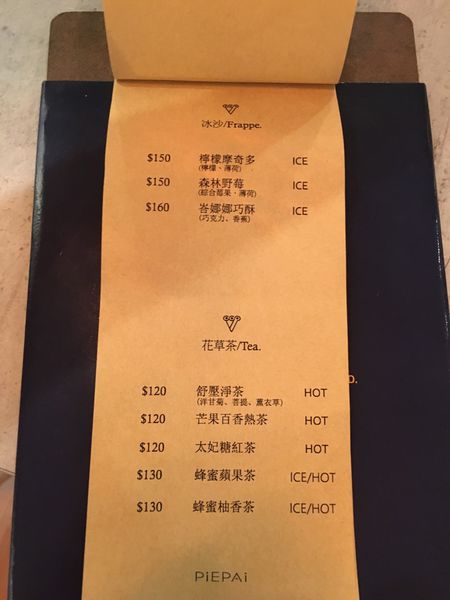 冰沙/Frappe.
$150 檸檬摩奇多 ICE
(檸檬、薄荷)
$150 森林野莓 ICE
(綜合莓果、薄荷)
$160 峇娜娜巧酥 ICE
(巧克力、香蕉)
花草茶/Tea.
$120 舒壓淨茶 HOT
(洋甘菊、菩提、薰衣草)
$120 芒果百香熱茶 HOT
$120 太妃糖紅茶 HOT
$130 蜂蜜蘋果茶 ICE/HOT
$130 蜂蜜柚香茶 ICE/HOT
PiEPAi